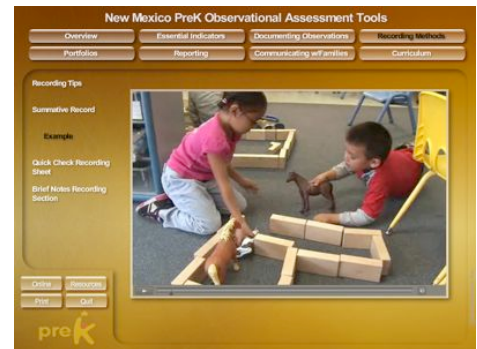 New Mexico PreK Observational Assessment Tools
Overview
Essential Indicators
Documenting Observations
Recording Methods
Portfolios
Reporting
Communicating w/Families
Curriculum
Recording Tips
Summative Record
Example
Quick Check Recording
Sheet
Brief Notes Recording
Section
Online
Resources
Print
Quit
preK